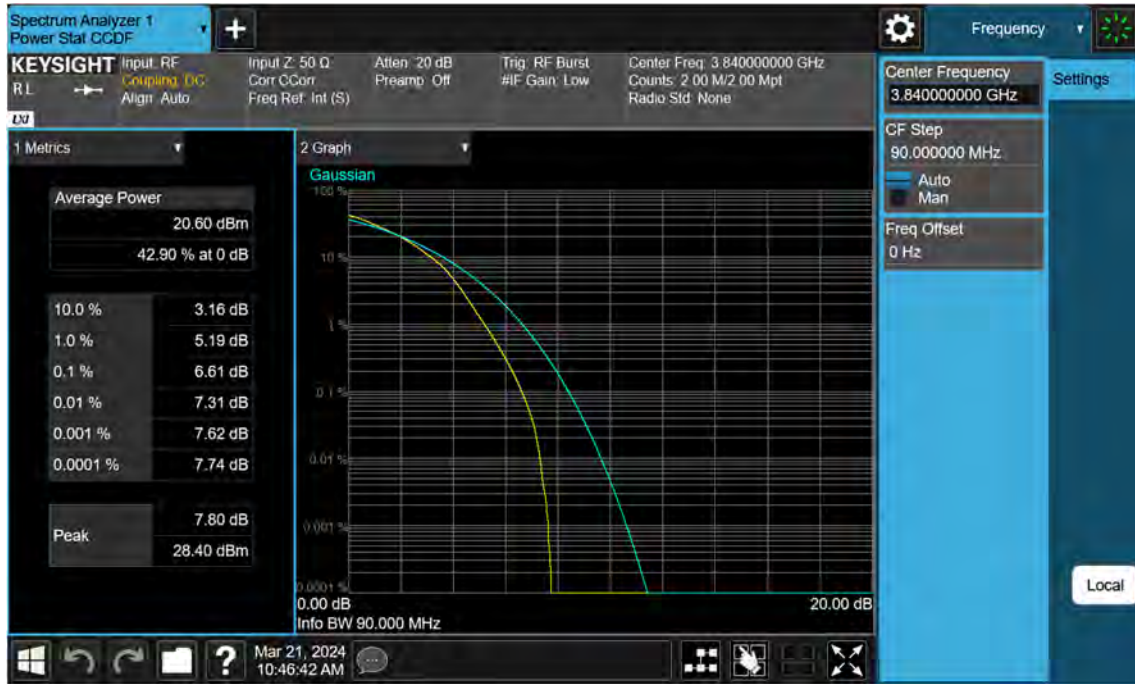 Spectrum Analyzer 1
Power Stat CCDF
+
Frequency
KEYSIGHT
RL
LXI
Input: RF
Coupling: DC
Align: Auto
Input Z: 50 Ω
Corr CCorr
Freq Ref: Int (S)
Atten: 20 dB
Preamp: Off
Trig: RF Burst
#IF Gain: Low
Center Freq: 3.840000000 GHz
Counts: 2.00 M/2.00 Mpt
Radio Std: None
Center Frequency
3.840000000 GHz
Settings
CF Step
90.000000 MHz
Auto
Man
Freq Offset
0 Hz
1 Metrics
Average Power
20.60 dBm
42.90 % at 0 dB
10.0 % 3.16 dB
1.0 % 5.19 dB
0.1 % 6.61 dB
0.01 % 7.31 dB
0.001 % 7.62 dB
0.0001 % 7.74 dB
Peak
7.80 dB
28.40 dBm
2 Graph
Gaussian
100 %
10 %
1 %
0.1 %
0.01 %
0.001 %
0.0001 %
0.00 dB 20.00 dB
Info BW 90.000 MHz
Local
?
Mar 21, 2024
10:46:42 AM